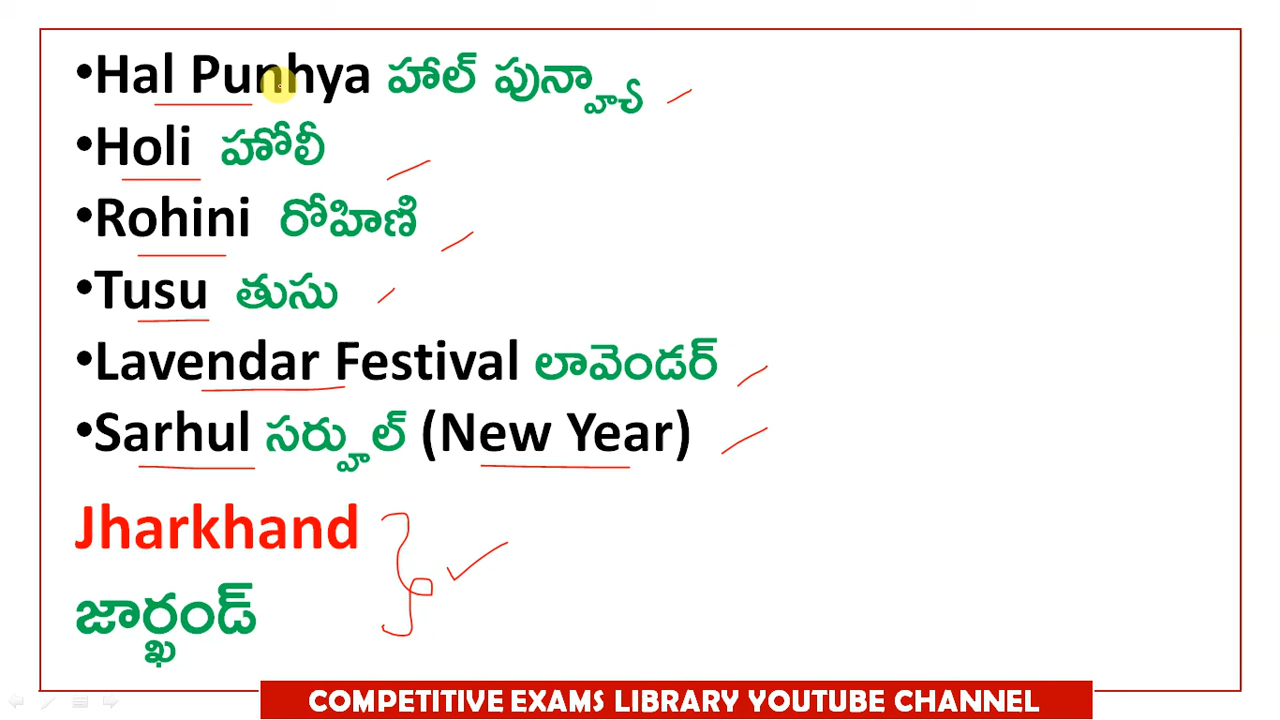 •Hal Punhya హాల్ పున్హ్యా
•Holi హోలీ
•Rohini రోహిణి
•Tusu తుసు
•Lavendar Festival లావెండర్
•Sarhul సర్హుల్ (New Year)
Jharkhand
జార్ఖండ్
COMPETITIVE EXAMS LIBRARY YOUTUBE CHANNEL